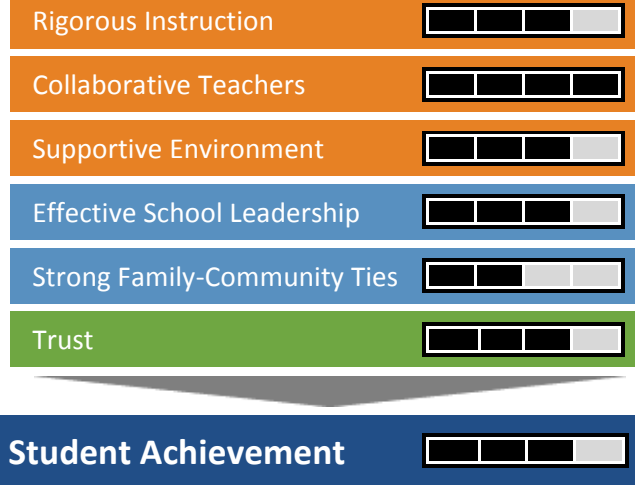 Rigorous Instruction
Collaborative Teachers
Supportive Environment
Effective School Leadership
Strong Family-Community Ties
Trust
Student Achievement